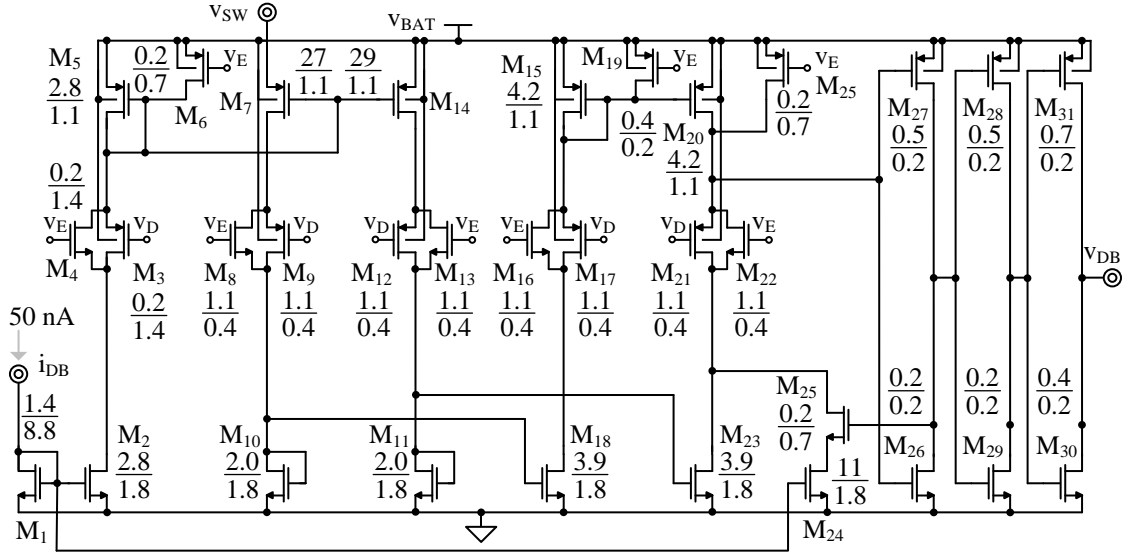 vSW
vBAT
M5
2.8
1.1
0.2
0.7
vE
M6
M7
27
1.1
29
1.1
M14
M15
4.2
1.1
M19
vE
0.4
0.2
M20
4.2
1.1
vE
0.2
0.7
M25
M27
0.5
0.2
M28
0.5
0.2
M31
0.7
0.2
0.2
1.4
vE
vD
M4
M3
0.2
1.4
vE
vD
M8
M9
1.1
0.4
1.1
0.4
vD
vE
M12
M13
1.1
0.4
1.1
0.4
vE
vD
M16
M17
1.1
0.4
1.1
0.4
vD
vE
M21
M22
1.1
0.4
1.1
0.4
vDB
50 nA
iDB
1.4
8.8
M1
M2
2.8
1.8
M10
2.0
1.8
M11
2.0
1.8
M18
3.9
1.8
M23
3.9
1.8
M25
0.2
0.7
11
1.8
M24
0.2
0.2
M26
0.2
0.2
M29
0.4
0.2
M30